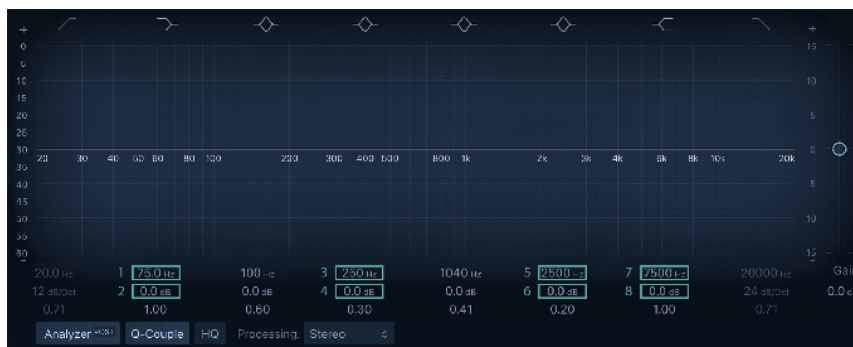 + +
0 15
5
10 10
15
20 5
25
30 20 30 40 50 60 80 100 200 300 400 500 800 1k 2k 3k 4k 6k 8k 10k 20k 0
35
40 5
45
50 10
55
60 15
- -
20.0 Hz 1 75.0 Hz 100 Hz 3 250 Hz 1040 Hz 5 2500 Hz 7 7500 Hz 20000 Hz Gai
12 dB/Oct 2 0.0 dB 0.0 dB 4 0.0 dB 0.0 dB 6 0.0 dB 8 0.0 dB 24 dB/Oct 0.0 d
0.71 1.00 0.60 0.30 0.41 0.20 1.00 0.71
Analyzer POST Q-Couple HQ Processing: Stereo